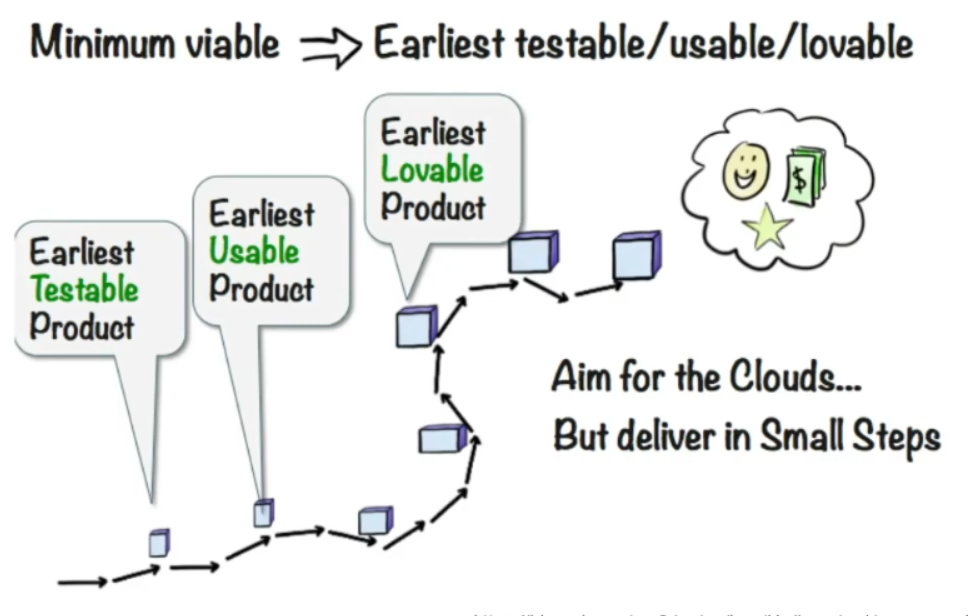 Minimum viable ⇒ Earliest testable/usable/lovable
Earliest
Lovable
Product
Earliest
Usable
Product
Earliest
Testable
Product
$
Aim for the Clouds...
But deliver in Small Steps